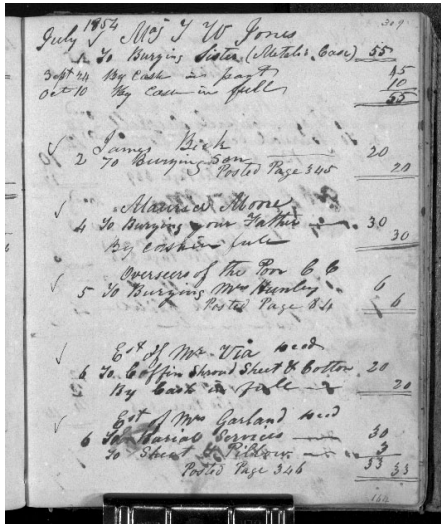 309
July 1854 Mrs J W Jones
1 To Burying Sister (Metalic Case) 55
Sept 24 By Cash in part 45
Oct 10 By Cash in full 10
55
James Bick
2 To Burying Son 20
Posted Page 345 20
Maurice Moore
4 To Burying your Father 30
By Cash in full 30
Overseers of the Poor C C
5 To Burying Mrs Hunley 6
Posted Page 84 6
Est of Mr Via decd
6 To Coffin Shroud Sheet & Cotton 20
By Cash in full 20
Est of Mrs Garland decd
6 To Burial Services 30
To Sheet & Pillow 3
Posted Page 346 33 33